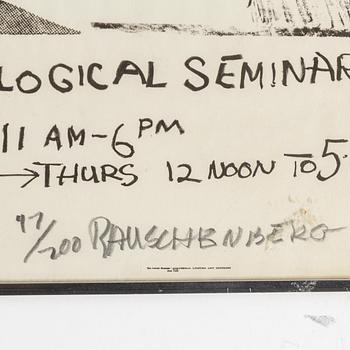 LOGICAL SEMINAR
11 AM-6 PM
→THURS 12 NOON TO 5
97/200 RAUSCHENBERG